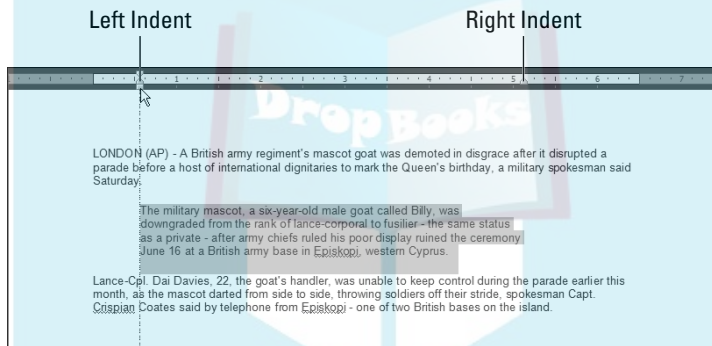 Left Indent Right Indent
1 2 3 4 5 6 7
Drop Books
LONDON (AP) - A British army regiment's mascot goat was demoted in disgrace after it disrupted a
parade before a host of international dignitaries to mark the Queen's birthday, a military spokesman said
Saturday.
The military mascot, a six-year-old male goat called Billy, was
downgraded from the rank of lance-corporal to fusilier - the same status
as a private - after army chiefs ruled his poor display ruined the ceremony
June 16 at a British army base in Episkopi, western Cyprus.
Lance-Cpl. Dai Davies, 22, the goat's handler, was unable to keep control during the parade earlier this
month, as the mascot darted from side to side, throwing soldiers off their stride, spokesman Capt.
Crispian Coates said by telephone from Episkopi - one of two British bases on the island.